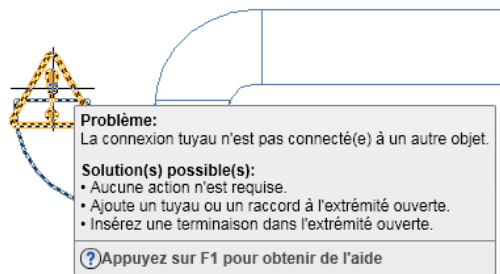 Problème:
La connexion tuyau n'est pas connecté(e) à un autre objet.
Solution(s) possible(s):
• Aucune action n'est requise.
• Ajoute un tuyau ou un raccord à l'extrémité ouverte.
• Insérez une terminaison dans l'extrémité ouverte.
Appuyez sur F1 pour obtenir de l'aide